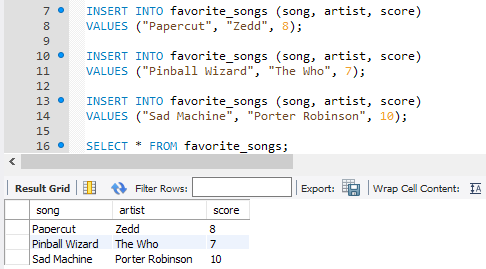 7 INSERT INTO favorite_songs (song, artist, score)
8 VALUES ("Papercut", "Zedd", 8);
9
10 INSERT INTO favorite_songs (song, artist, score)
11 VALUES ("Pinball Wizard", "The Who", 7);
12
13 INSERT INTO favorite_songs (song, artist, score)
14 VALUES ("Sad Machine", "Porter Robinson", 10);
15
16 SELECT * FROM favorite_songs;
Result Grid Filter Rows: Export: Wrap Cell Content: IA
song artist score
Papercut Zedd 8
Pinball Wizard The Who 7
Sad Machine Porter Robinson 10